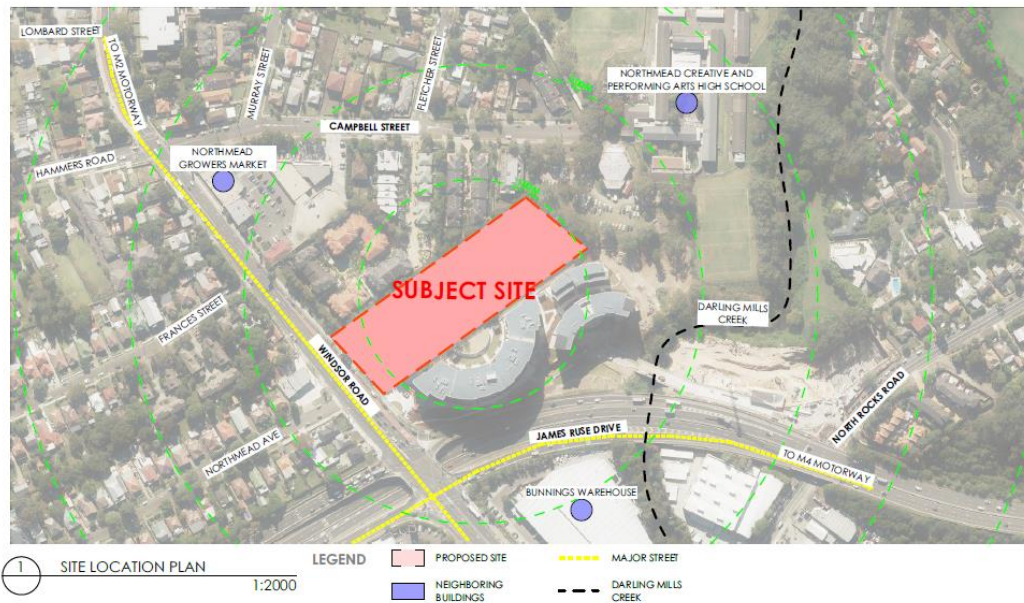 LOMBARD STREET
TO M2 MOTORWAY
MURRAY STREET
FLETCHER STREET
NORTHMEAD CREATIVE AND
PERFORMING ARTS HIGH SCHOOL
CAMPBELL STREET
HAMMERS ROAD
NORTHMEAD
GROWERS MARKET
SUBJECT SITE
DARLING MILLS
CREEK
FRANCES STREET
WINDSOR ROAD
NORTH ROCKS ROAD
NORTHMEAD AVE
JAMES RUSE DRIVE
TO M4 MOTORWAY
BUNNINGS WAREHOUSE
1
SITE LOCATION PLAN
1:2000
LEGEND
PROPOSED SITE
MAJOR STREET
NEIGHBORING
BUILDINGS
DARLING MILLS
CREEK